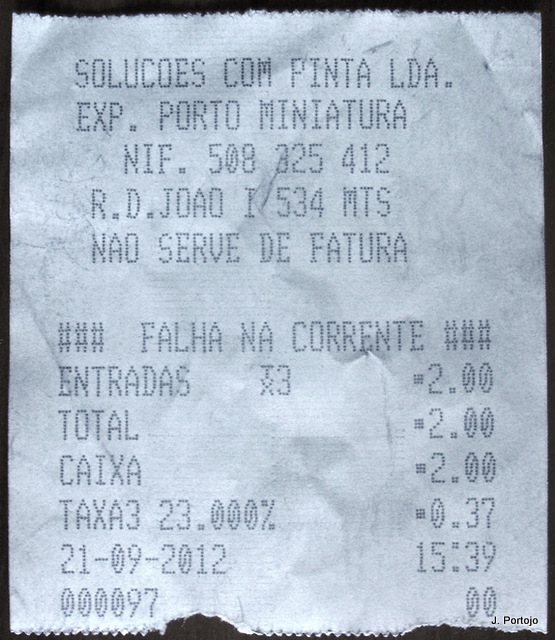 SOLUCOES COM PINTA LDA.
EXP. PORTO MINIATURA
NIF. 508 825 412
R.D.JOAO I 534 MTS
NAO SERVE DE FATURA
### FALHA NA CORRENTE ###
ENTRADAS X3 *2.00
TOTAL *2.00
CAIXA *2.00
TAXA3 23.000% *0.37
21-09-2012 15:39
000097 00
J. Portojo